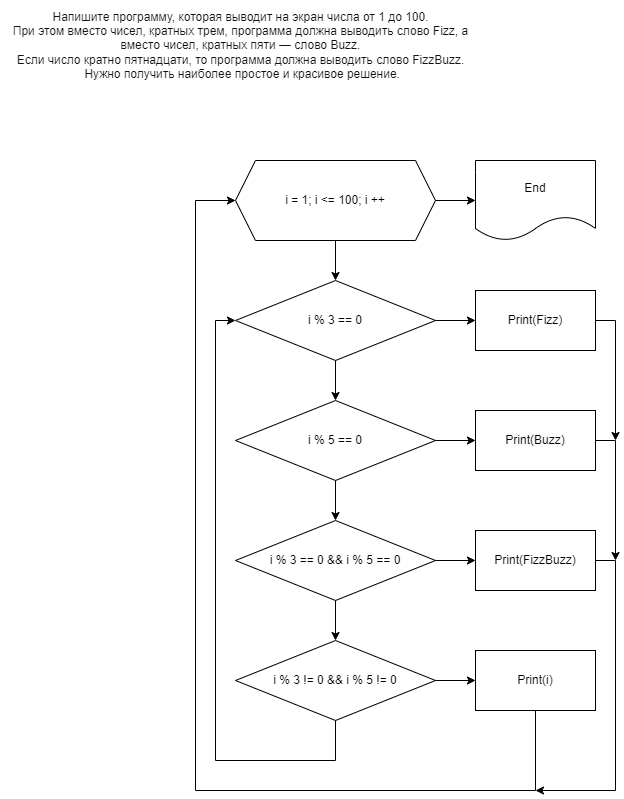 Напишите программу, которая выводит на экран числа от 1 до 100.
При этом вместо чисел, кратных трем, программа должна выводить слово Fizz, а
вместо чисел, кратных пяти — слово Buzz.
Если число кратно пятнадцати, то программа должна выводить слово FizzBuzz.
Нужно получить наиболее простое и красивое решение.
i = 1; i <= 100; i ++
End
i % 3 == 0
Print(Fizz)
i % 5 == 0
Print(Buzz)
i % 3 == 0 && i % 5 == 0
Print(FizzBuzz)
i % 3 != 0 && i % 5 != 0
Print(i)